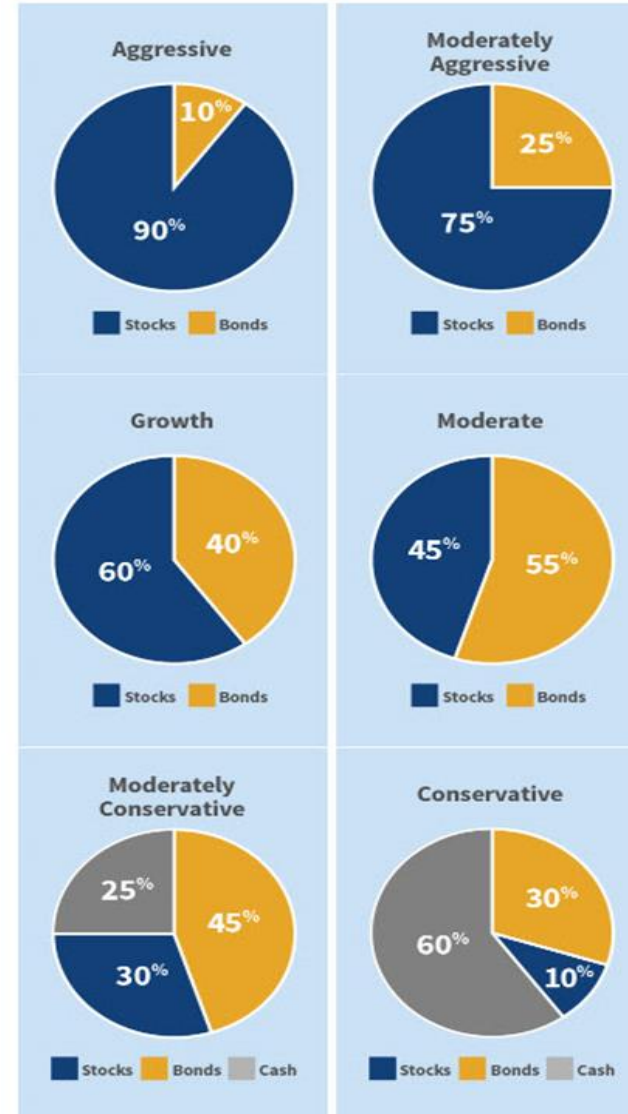 Aggressive
10%
90%
Stocks Bonds
Moderately
Aggressive
25%
75%
Stocks Bonds
Growth
40%
60%
Stocks Bonds
Moderate
45%
55%
Stocks Bonds
Moderately
Conservative
25%
45%
30%
Stocks Bonds Cash
Conservative
30%
60%
10%
Stocks Bonds Cash